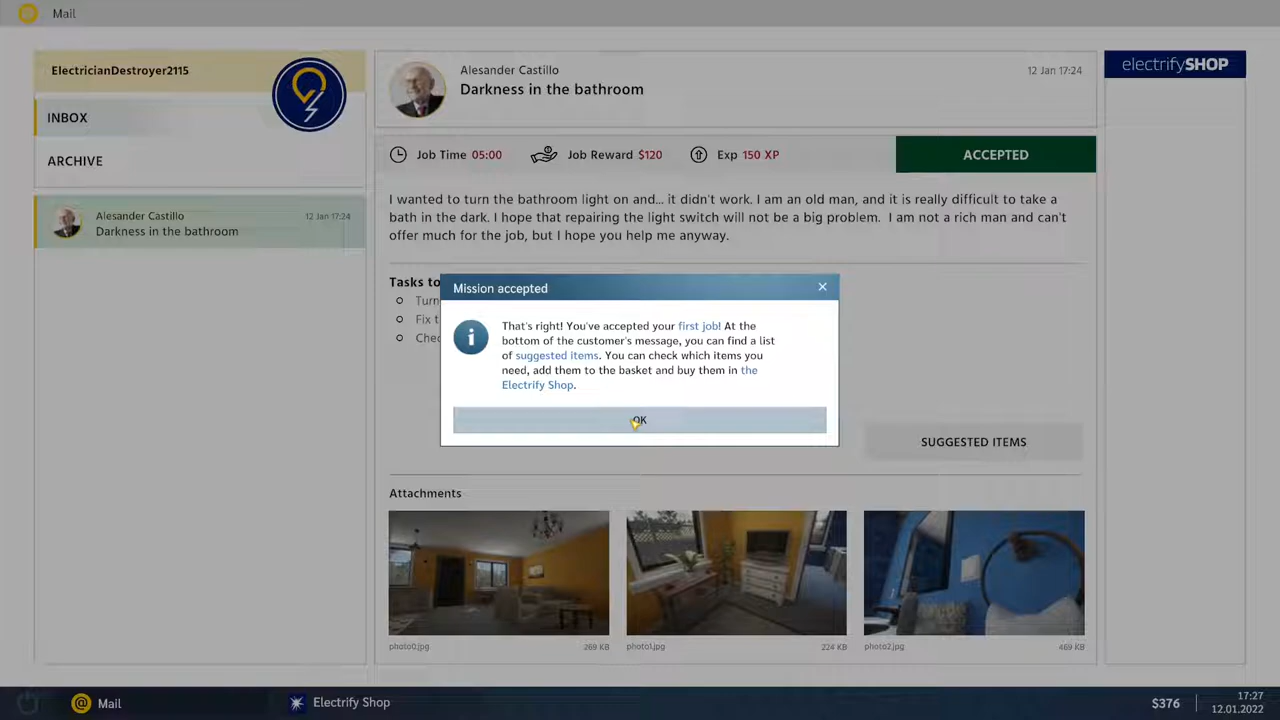 Mail
ElectricianDestroyer2115
INBOX
ARCHIVE
Alesander Castillo 12 Jan 17:24
Darkness in the bathroom
Alesander Castillo 12 Jan 17:24
Darkness in the bathroom
Job Time 05:00 Job Reward $120 Exp 150 XP ACCEPTED
I wanted to turn the bathroom light on and... it didn't work. I am an old man, and it is really difficult to take a
bath in the dark. I hope that repairing the light switch will not be a big problem. I am not a rich man and can't
offer much for the job, but I hope you help me anyway.
Tasks to
Turn
Fix t
Chec
Mission accepted
That's right! You've accepted your first job! At the
bottom of the customer's message, you can find a list
of suggested items. You can check which items you
need, add them to the basket and buy them in the
Electrify Shop.
OK
SUGGESTED ITEMS
Attachments
photo0.jpg 269 KB photo1.jpg 224 KB photo2.jpg 469 KB
electrifySHOP
Mail Electrify Shop $376 17:27
12.01.2022